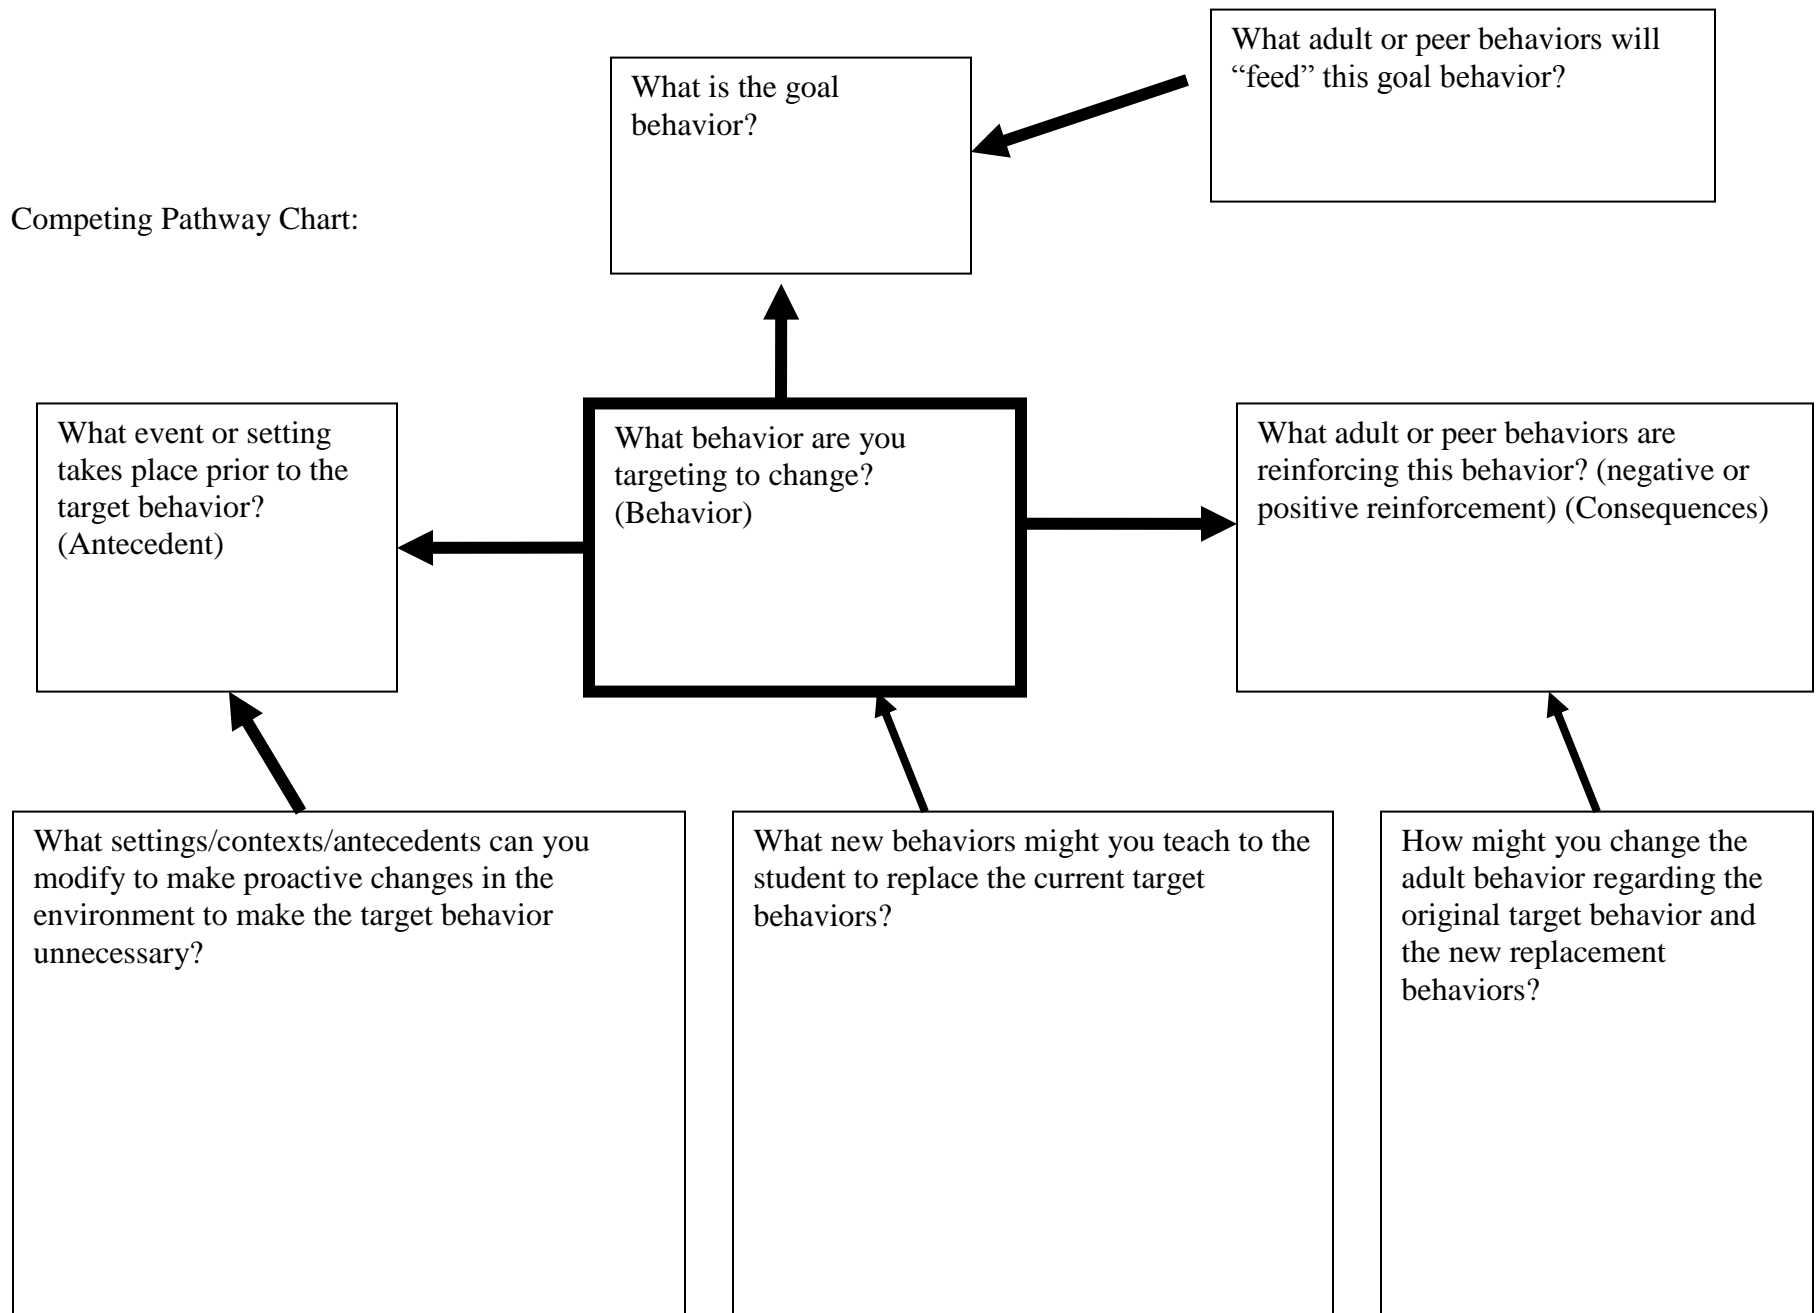 What adult or peer behaviors will
“feed” this goal behavior?
What is the goal
behavior?
Competing Pathway Chart:
What event or setting
takes place prior to the
target behavior?
(Antecedent)
What behavior are you
targeting to change?
(Behavior)
What adult or peer behaviors are
reinforcing this behavior? (negative or
positive reinforcement) (Consequences)
What settings/contexts/antecedents can you
modify to make proactive changes in the
environment to make the target behavior
unnecessary?
What new behaviors might you teach to the
student to replace the current target
behaviors?
How might you change the
adult behavior regarding the
original target behavior and
the new replacement
behaviors?